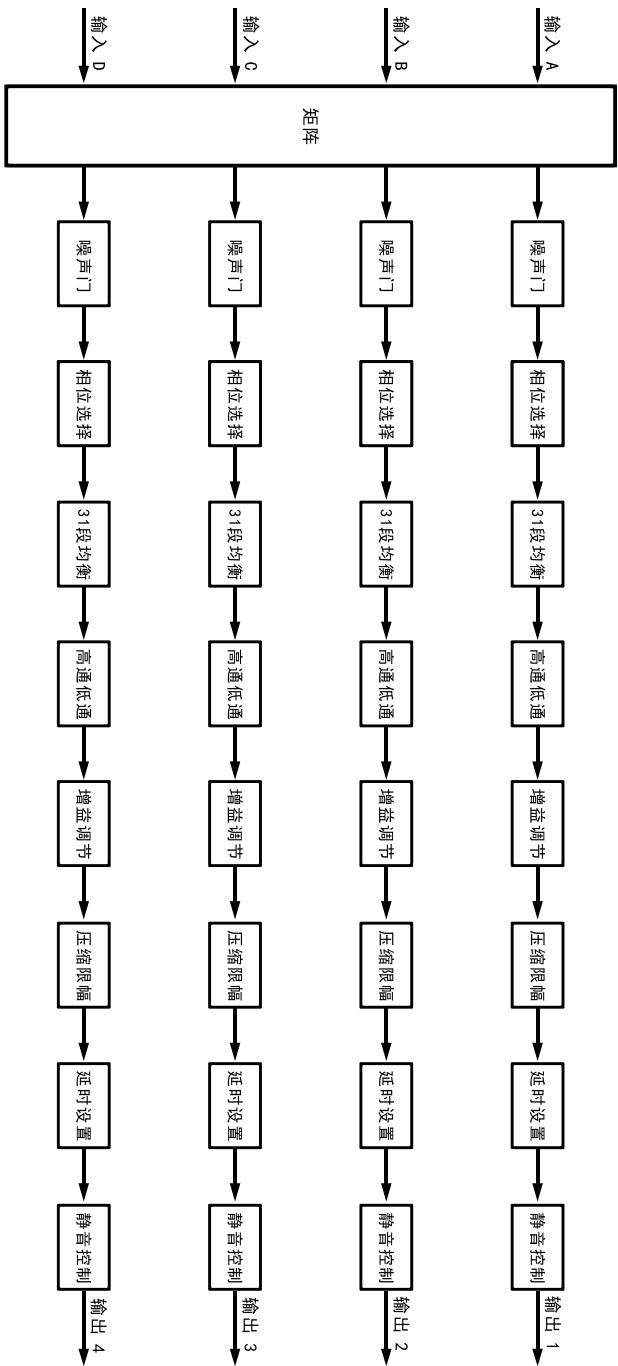 输入 A
噪声门
相位选择
31段均衡
高通低通
增益调节
压缩限幅
延时设置
静音控制
输出 1
输入 B
噪声门
相位选择
31段均衡
高通低通
增益调节
压缩限幅
延时设置
静音控制
输出 2
矩阵
输入 C
噪声门
相位选择
31段均衡
高通低通
增益调节
压缩限幅
延时设置
静音控制
输出 3
输入 D
噪声门
相位选择
31段均衡
高通低通
增益调节
压缩限幅
延时设置
静音控制
输出 4